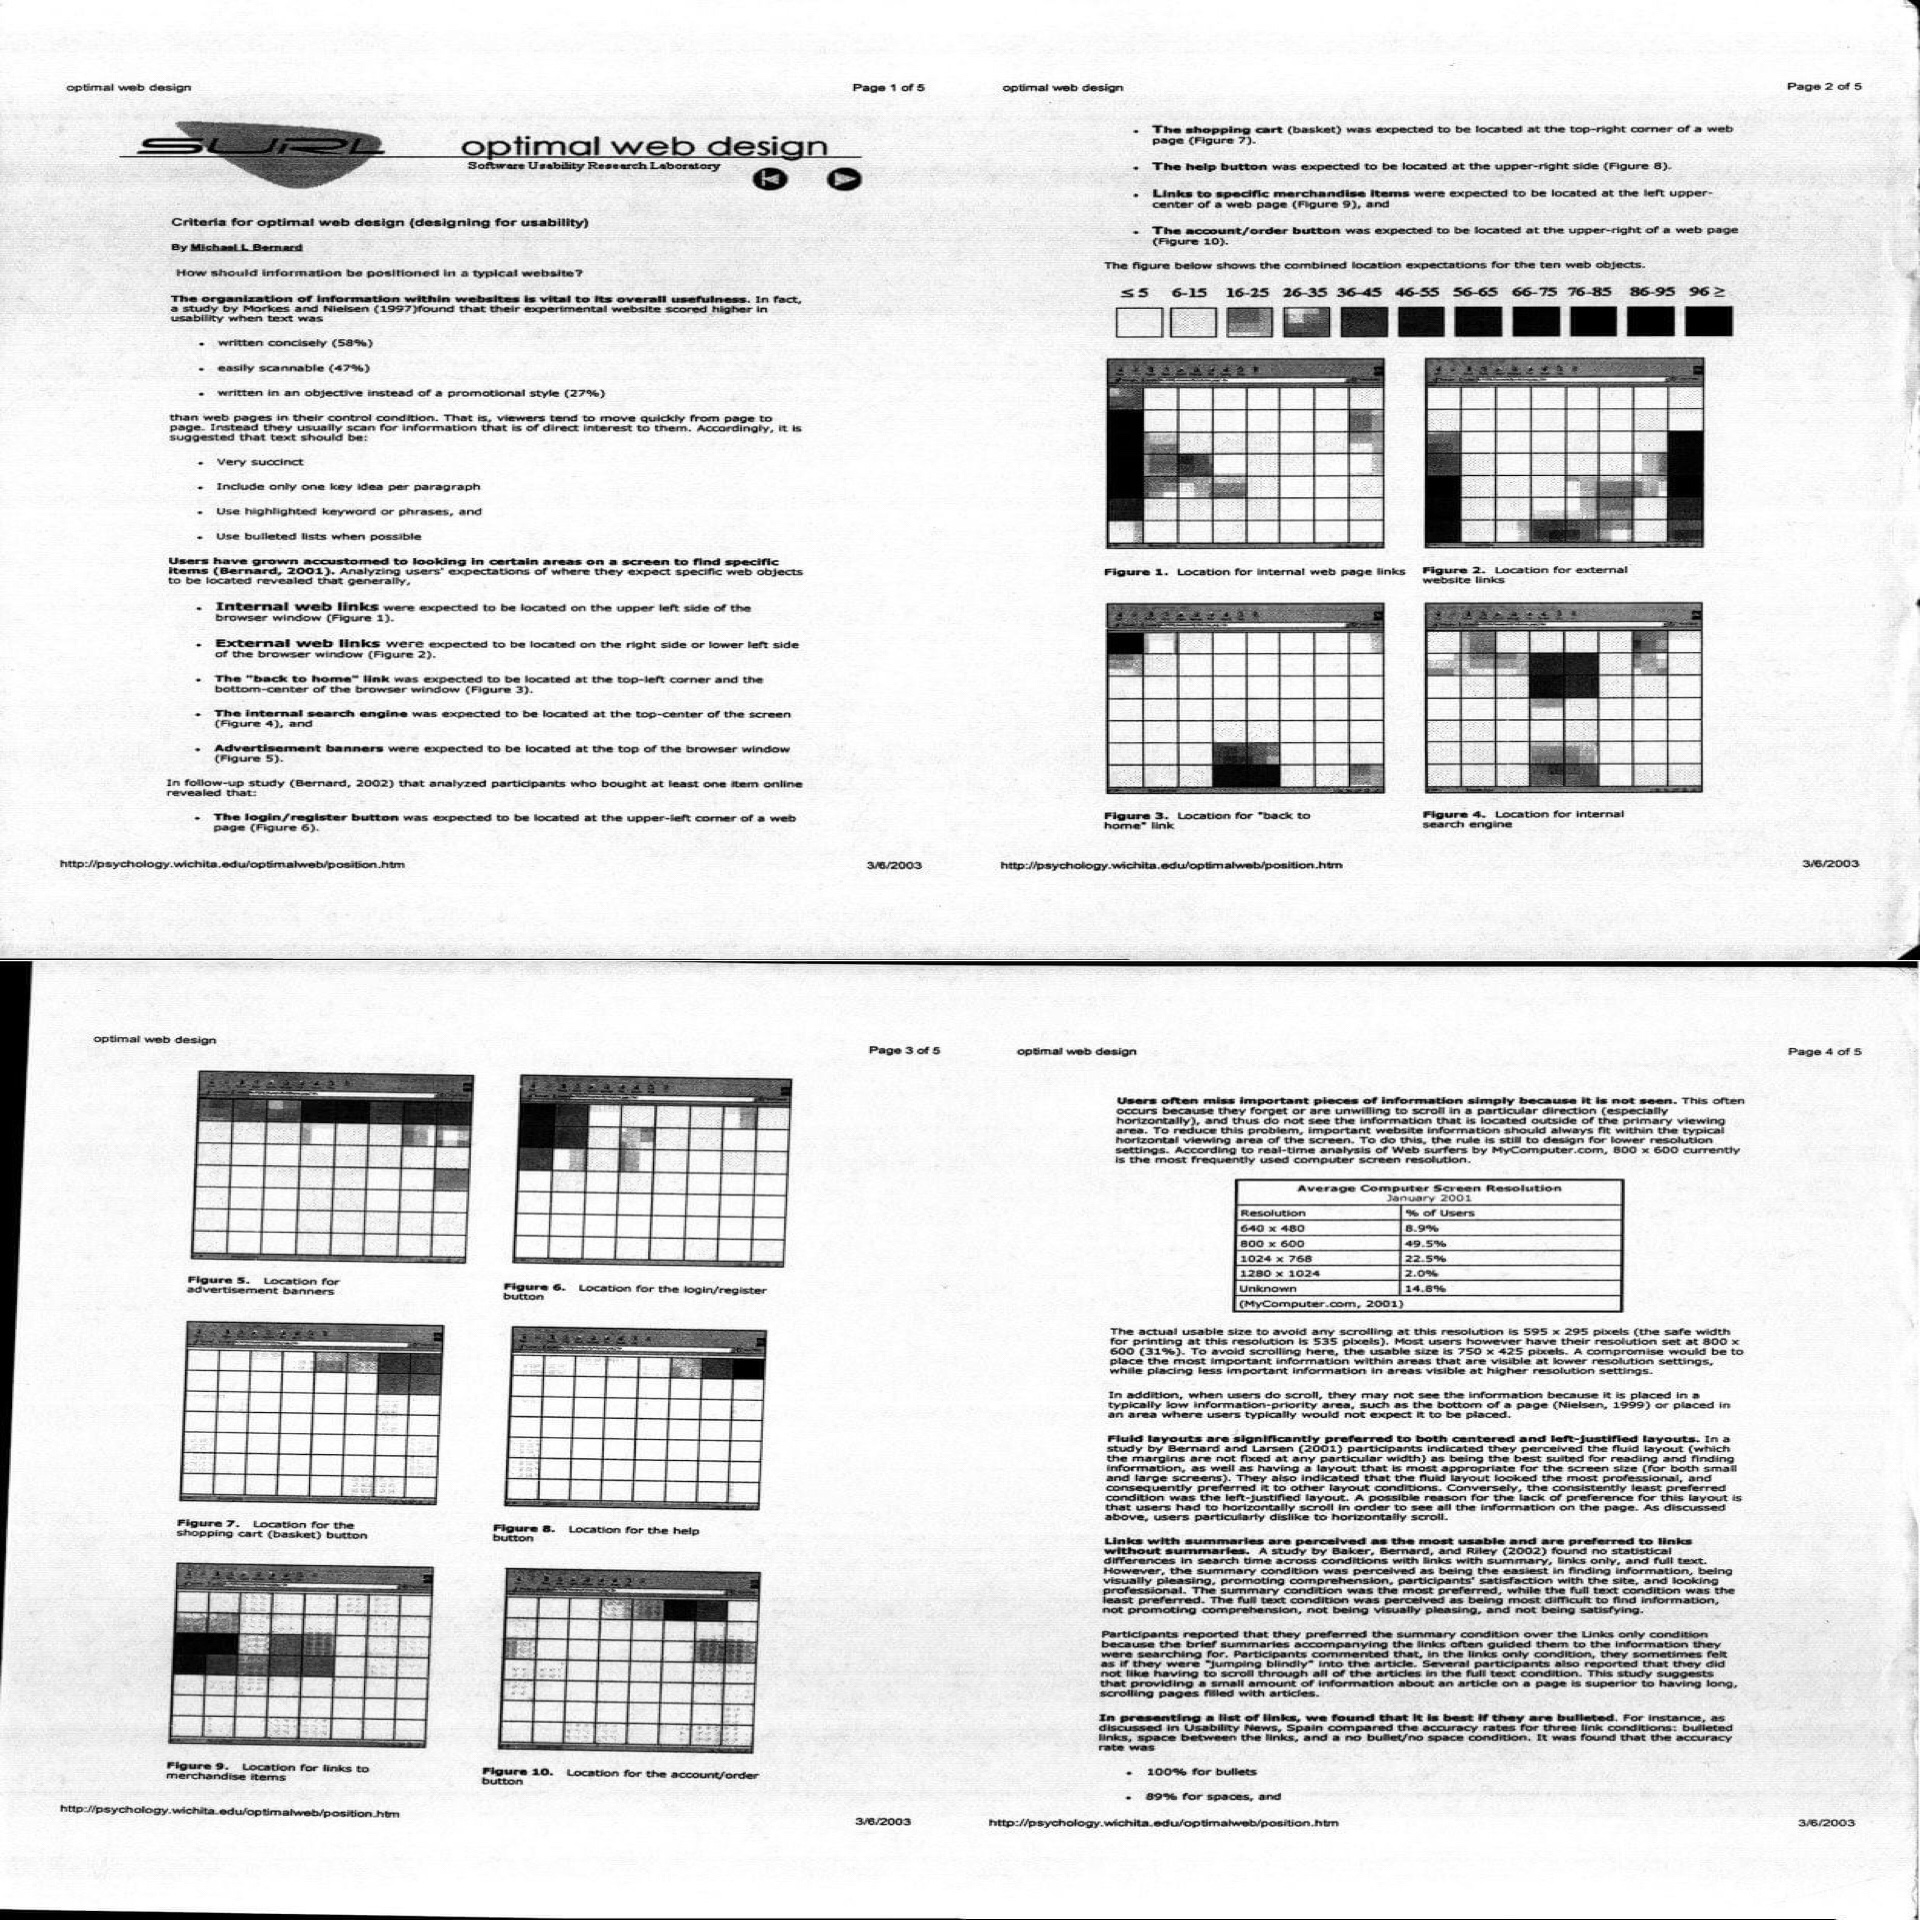 optimal web design
Page 1 of 5
SURL
optimal web design
Software Usability Research Laboratory
Criteria for optimal web design (designing for usability)
By Michael L Bernard
How should information be positioned in a typical website?
The organization of information within websites is vital to its overall usefulness. In fact,
a study by Morkes and Nielsen (1997)found that their experimental website scored higher in
usability when text was
• written concisely (58%)
• easily scannable (47%)
• written in an objective instead of a promotional style (27%)
than web pages in their control condition. That is, viewers tend to move quickly from page to
page. Instead they usually scan for information that is of direct interest to them. Accordingly, it is
suggested that text should be:
• Very succinct
• Include only one key idea per paragraph
• Use highlighted keyword or phrases, and
• Use bulleted lists when possible
Users have grown accustomed to looking in certain areas on a screen to find specific
items (Bernard, 2001). Analyzing users' expectations of where they expect specific web objects
to be located revealed that generally,
• Internal web links were expected to be located on the upper left side of the
browser window (Figure 1).
• External web links were expected to be located on the right side or lower left side
of the browser window (Figure 2).
• The "back to home" link was expected to be located at the top-left corner and the
bottom-center of the browser window (Figure 3).
• The internal search engine was expected to be located at the top-center of the screen
(Figure 4), and
• Advertisement banners were expected to be located at the top of the browser window
(Figure 5).
In follow-up study (Bernard, 2002) that analyzed participants who bought at least one item online
revealed that:
• The login/register button was expected to be located at the upper-left corner of a web
page (Figure 6).
http://psychology.wichita.edu/optimalweb/position.htm
3/6/2003
optimal web design
Page 2 of 5
• The shopping cart (basket) was expected to be located at the top-right corner of a web
page (Figure 7).
• The help button was expected to be located at the upper-right side (Figure 8).
• Links to specific merchandise items were expected to be located at the left upper-
center of a web page (Figure 9), and
• The account/order button was expected to be located at the upper-right of a web page
(Figure 10).
The figure below shows the combined location expectations for the ten web objects.
≤ 5 6-15 16-25 26-35 36-45 46-55 56-65 66-75 76-85 86-95 96 ≥
Figure 1. Location for internal web page links
Figure 2. Location for external
website links
Figure 3. Location for "back to
home" link
Figure 4. Location for internal
search engine
http://psychology.wichita.edu/optimalweb/position.htm
3/6/2003
optimal web design
Page 3 of 5
Figure 5. Location for
advertisement banners
Figure 6. Location for the login/register
button
Figure 7. Location for the
shopping cart (basket) button
Figure 8. Location for the help
button
Figure 9. Location for links to
merchandise items
Figure 10. Location for the account/order
button
http://psychology.wichita.edu/optimalweb/position.htm
3/6/2003
optimal web design
Page 4 of 5
Users often miss important pieces of information simply because it is not seen. This often
occurs because they forget or are unwilling to scroll in a particular direction (especially
horizontally), and thus do not see the information that is located outside of the primary viewing
area. To reduce this problem, important website information should always fit within the typical
horizontal viewing area of the screen. To do this, the rule is still to design for lower resolution
settings. According to real-time analysis of Web surfers by MyComputer.com, 800 x 600 currently
is the most frequently used computer screen resolution.
Average Computer Screen Resolution
January 2001
Resolution % of Users
640 x 480 8.9%
800 x 600 49.5%
1024 x 768 22.5%
1280 x 1024 2.0%
Unknown 14.8%
(MyComputer.com, 2001)
The actual usable size to avoid any scrolling at this resolution is 595 x 295 pixels (the safe width
for printing at this resolution is 535 pixels). Most users however have their resolution set at 800 x
600 (31%). To avoid scrolling here, the usable size is 750 x 425 pixels. A compromise would be to
place the most important information within areas that are visible at lower resolution settings,
while placing less important information in areas visible at higher resolution settings.
In addition, when users do scroll, they may not see the information because it is placed in a
typically low information-priority area, such as the bottom of a page (Nielsen, 1999) or placed in
an area where users typically would not expect it to be placed.
Fluid layouts are significantly preferred to both centered and left-justified layouts. In a
study by Bernard and Larsen (2001) participants indicated they perceived the fluid layout (which
the margins are not fixed at any particular width) as being the best suited for reading and finding
information, as well as having a layout that is most appropriate for the screen size (for both small
and large screens). They also indicated that the fluid layout looked the most professional, and
consequently preferred it to other layout conditions. Conversely, the consistently least preferred
condition was the left-justified layout. A possible reason for the lack of preference for this layout is
that users had to horizontally scroll in order to see all the information on the page. As discussed
above, users particularly dislike to horizontally scroll.
Links with summaries are perceived as the most usable and are preferred to links
without summaries. A study by Baker, Bernard, and Riley (2002) found no statistical
differences in search time across conditions with links with summary, links only, and full text.
However, the summary condition was perceived as being the easiest in finding information, being
visually pleasing, promoting comprehension, participants' satisfaction with the site, and looking
professional. The summary condition was the most preferred, while the full text condition was the
least preferred. The full text condition was perceived as being most difficult to find information,
not promoting comprehension, not being visually pleasing, and not being satisfying.
Participants reported that they preferred the summary condition over the Links only condition
because the brief summaries accompanying the links often guided them to the information they
were searching for. Participants commented that, in the links only condition, they sometimes felt
as if they were "jumping blindly" into the article. Several participants also reported that they did
not like having to scroll through all of the articles in the full text condition. This study suggests
that providing a small amount of information about an article on a page is superior to having long,
scrolling pages filled with articles.
In presenting a list of links, we found that it is best if they are bulleted. For instance, as
discussed in Usability News, Spain compared the accuracy rates for three link conditions: bulleted
links, space between the links, and a no bullet/no space condition. It was found that the accuracy
rate was
• 100% for bullets
• 89% for spaces, and
http://psychology.wichita.edu/optimalweb/position.htm
3/6/2003